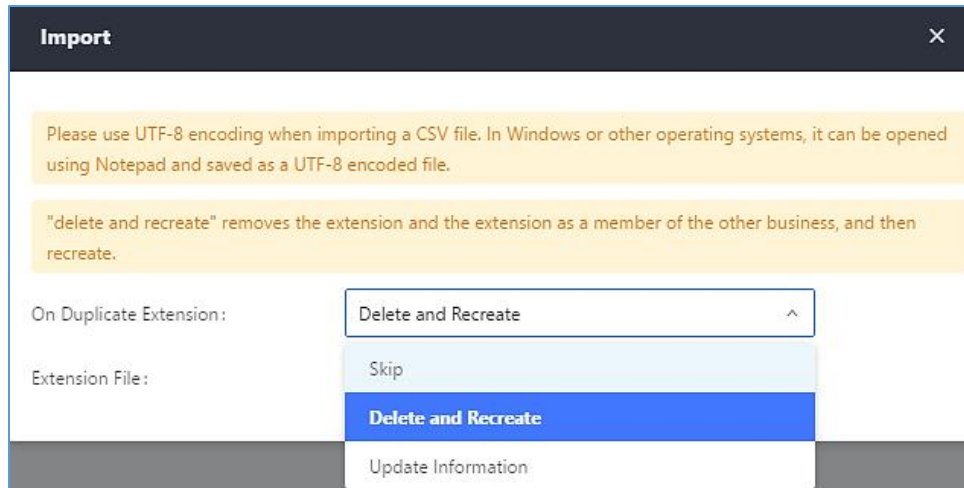 Import
Please use UTF-8 encoding when importing a CSV file. In Windows or other operating systems, it can be opened
using Notepad and saved as a UTF-8 encoded file.
"delete and recreate" removes the extension and the extension as a member of the other business, and then
recreate.
On Duplicate Extension:
Delete and Recreate
Skip
Extension File:
Delete and Recreate
Update Information